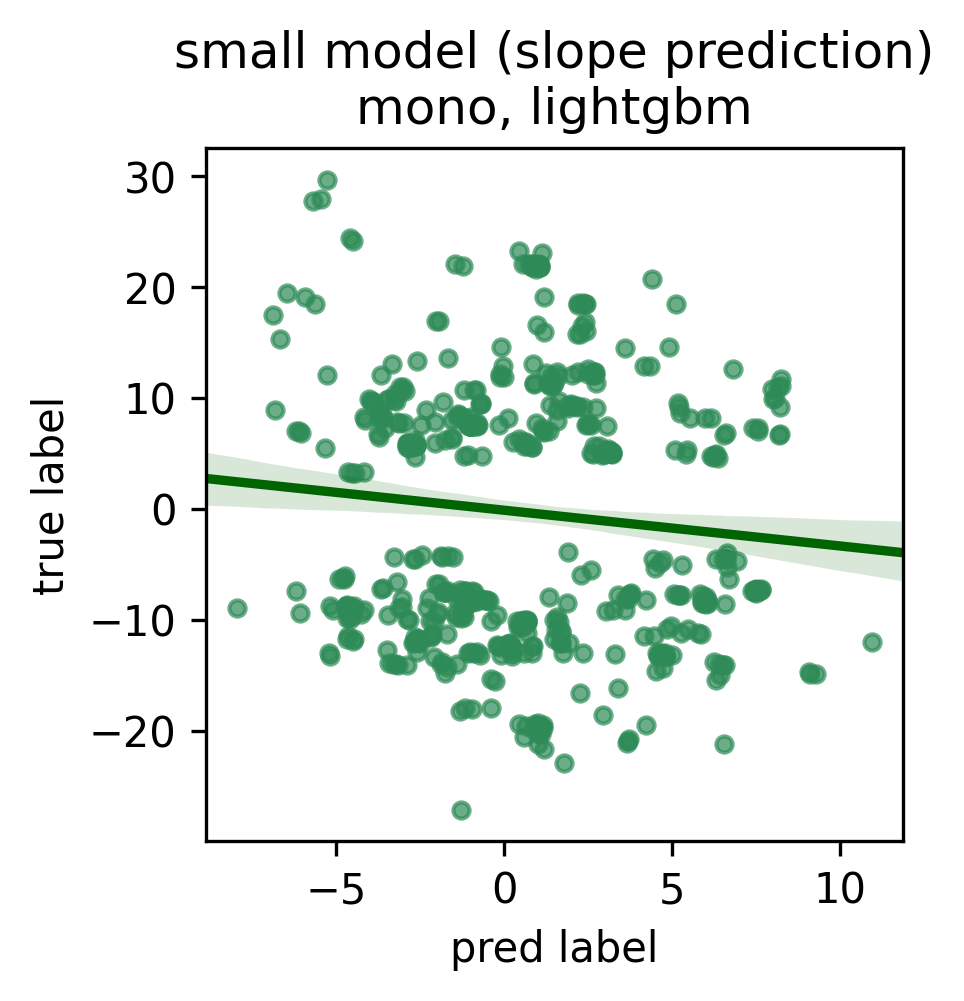 small model (slope prediction)
mono, lightgbm
30
20
10
0
−10
−20
true label
−5
0
5
10
pred label